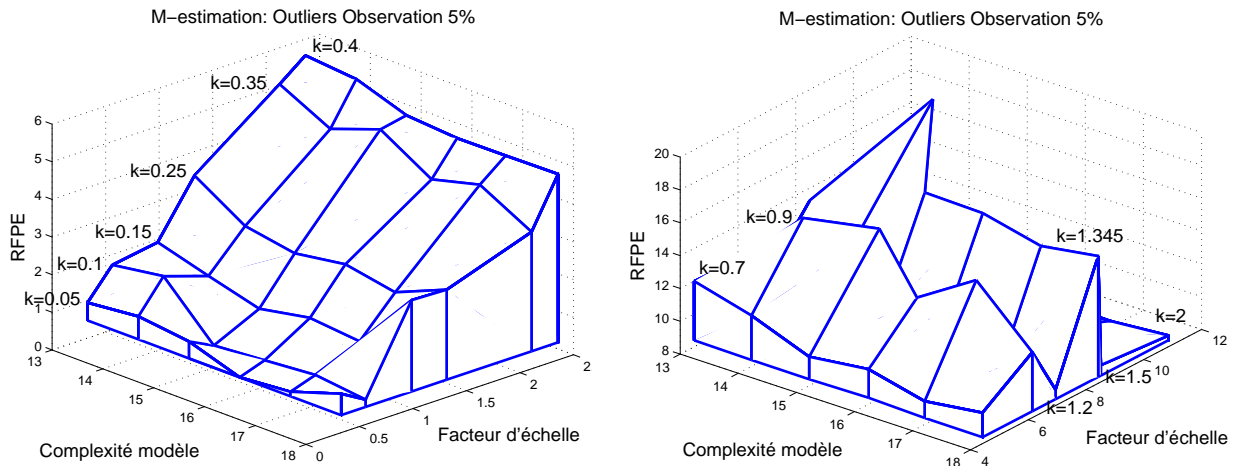 M−estimation: Outliers Observation 5%
k=0.4
k=0.35
k=0.25
k=0.15
k=0.1
k=0.05
6
5
4
3
2
1
0
RFPE
13
14
15
16
17
18
Complexité modèle
0
0.5
1
1.5
2
2
Facteur d'échelle
M−estimation: Outliers Observation 5%
k=0.9
k=0.7
k=1.345
k=2
k=1.5
k=1.2
20
18
16
14
12
10
8
RFPE
13
14
15
16
17
18
Complexité modèle
4
6
8
10
12
Facteur d'échelle